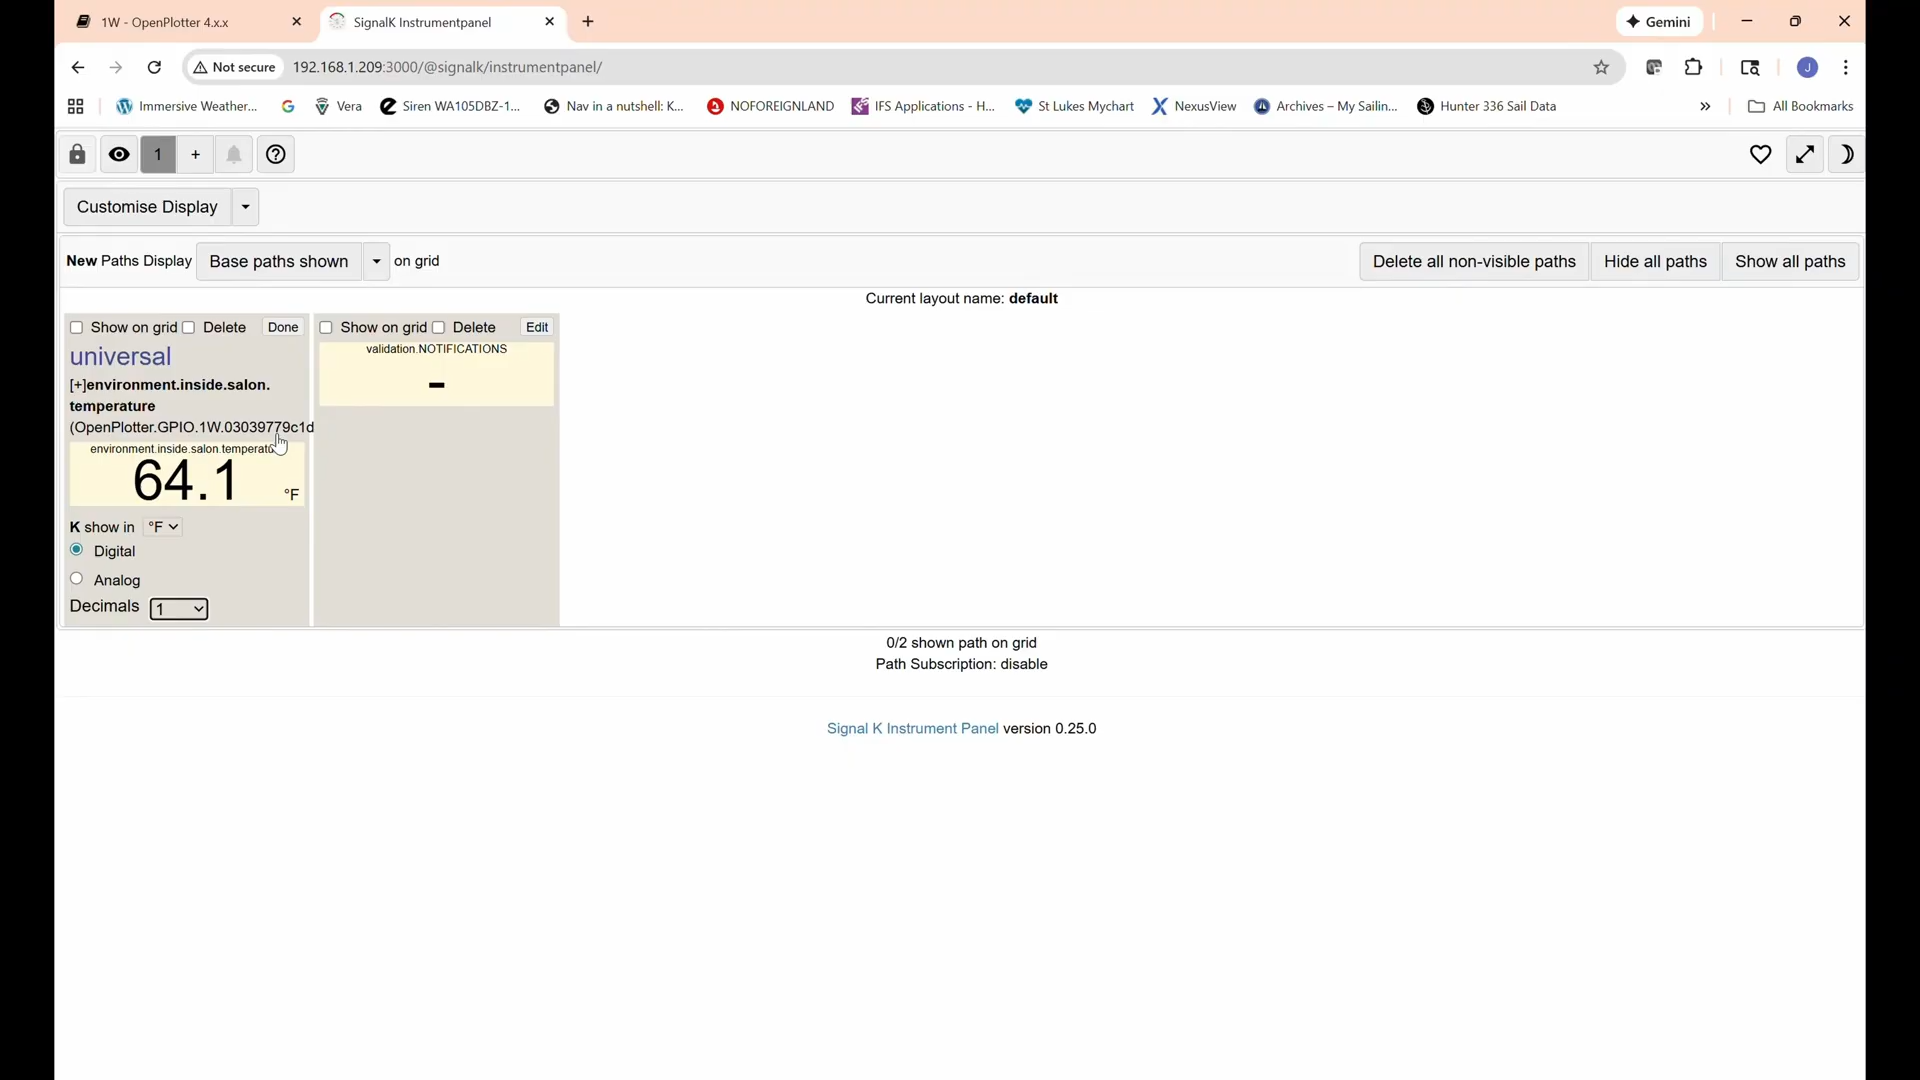 1W - OpenPlotter 4.x.x
SignalK Instrumentpanel
Gemini
Not secure
192.168.1.209:3000/@signalk/instrumentpanel/
J
Immersive Weather...
Vera
Siren WA105DBZ-1...
Nav in a nutshell: K...
NOFOREIGNLAND
IFS Applications - H...
St Lukes Mychart
NexusView
Archives – My Sailin...
Hunter 336 Sail Data
All Bookmarks
1
+
Customise Display
New Paths Display
Base paths shown
on grid
Delete all non-visible paths
Hide all paths
Show all paths
Current layout name: default
Show on grid
Delete
Done
universal
[+]environment.inside.salon.
temperature
(OpenPlotter.GPIO.1W.03039779c1d
environment.inside.salon.temperatu
64.1
°F
K show in °F
Digital
Analog
Decimals 1
Show on grid
Delete
Edit
validation.NOTIFICATIONS
-
0/2 shown path on grid
Path Subscription: disable
Signal K Instrument Panel version 0.25.0